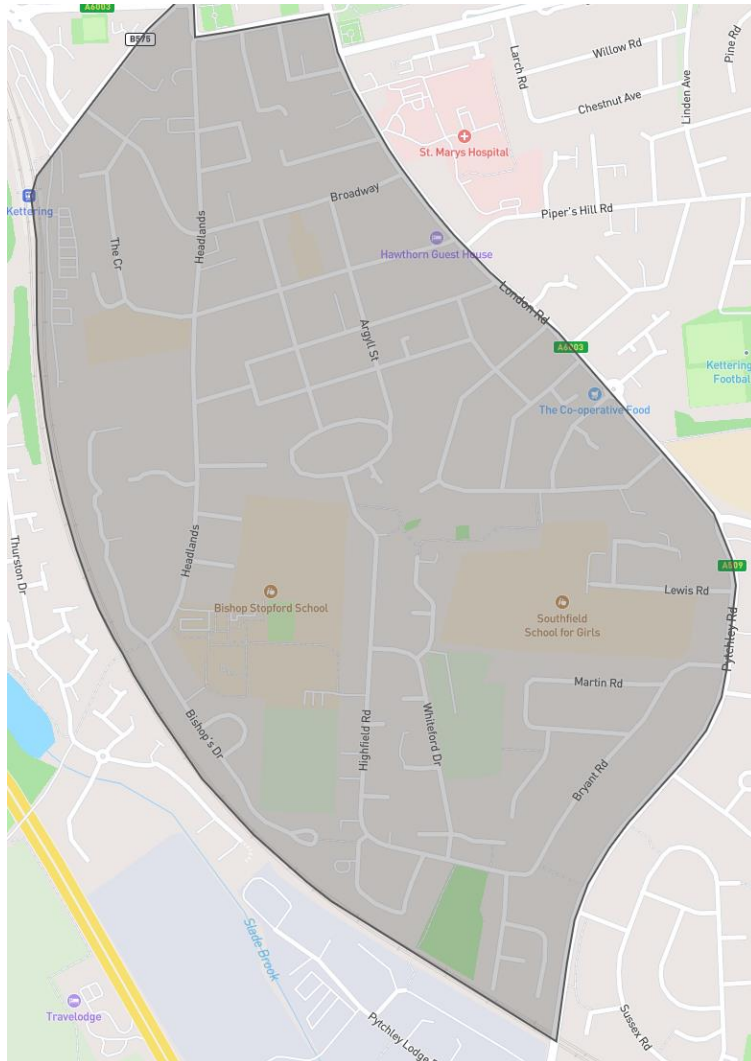 A6003
B575
Larch Rd
Willow Rd
Pine Rd
Linden Ave
Chestnut Ave
St. Marys Hospital
Kettering
Broadway
Headlands
The Cr
Piper's Hill Rd
Hawthorn Guest House
London Rd
Argyll St
A6003
Kettering
Footbal
The Co-operative Food
Headlands
Thurston Dr
A509
Lewis Rd
Bishop Stopford School
Southfield
School for Girls
Pytchley Rd
Martin Rd
Bishop's Dr
Highfield Rd
Whiteford Dr
Bryant Rd
Slade Brook
Travelodge
Pytchley Lodge
Sussex Rd